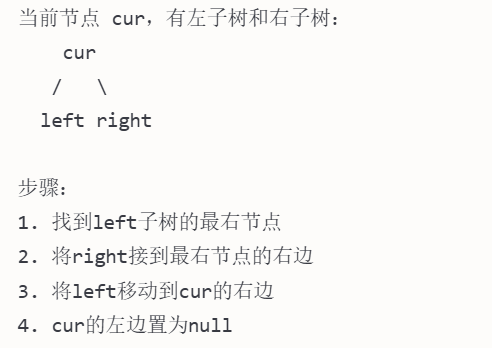 当前节点 cur，有左子树和右子树：
    cur
   /   \
  left right

步骤：
1. 找到left子树的最右节点
2. 将right接到最右节点的右边
3. 将left移动到cur的右边
4. cur的左边置为null